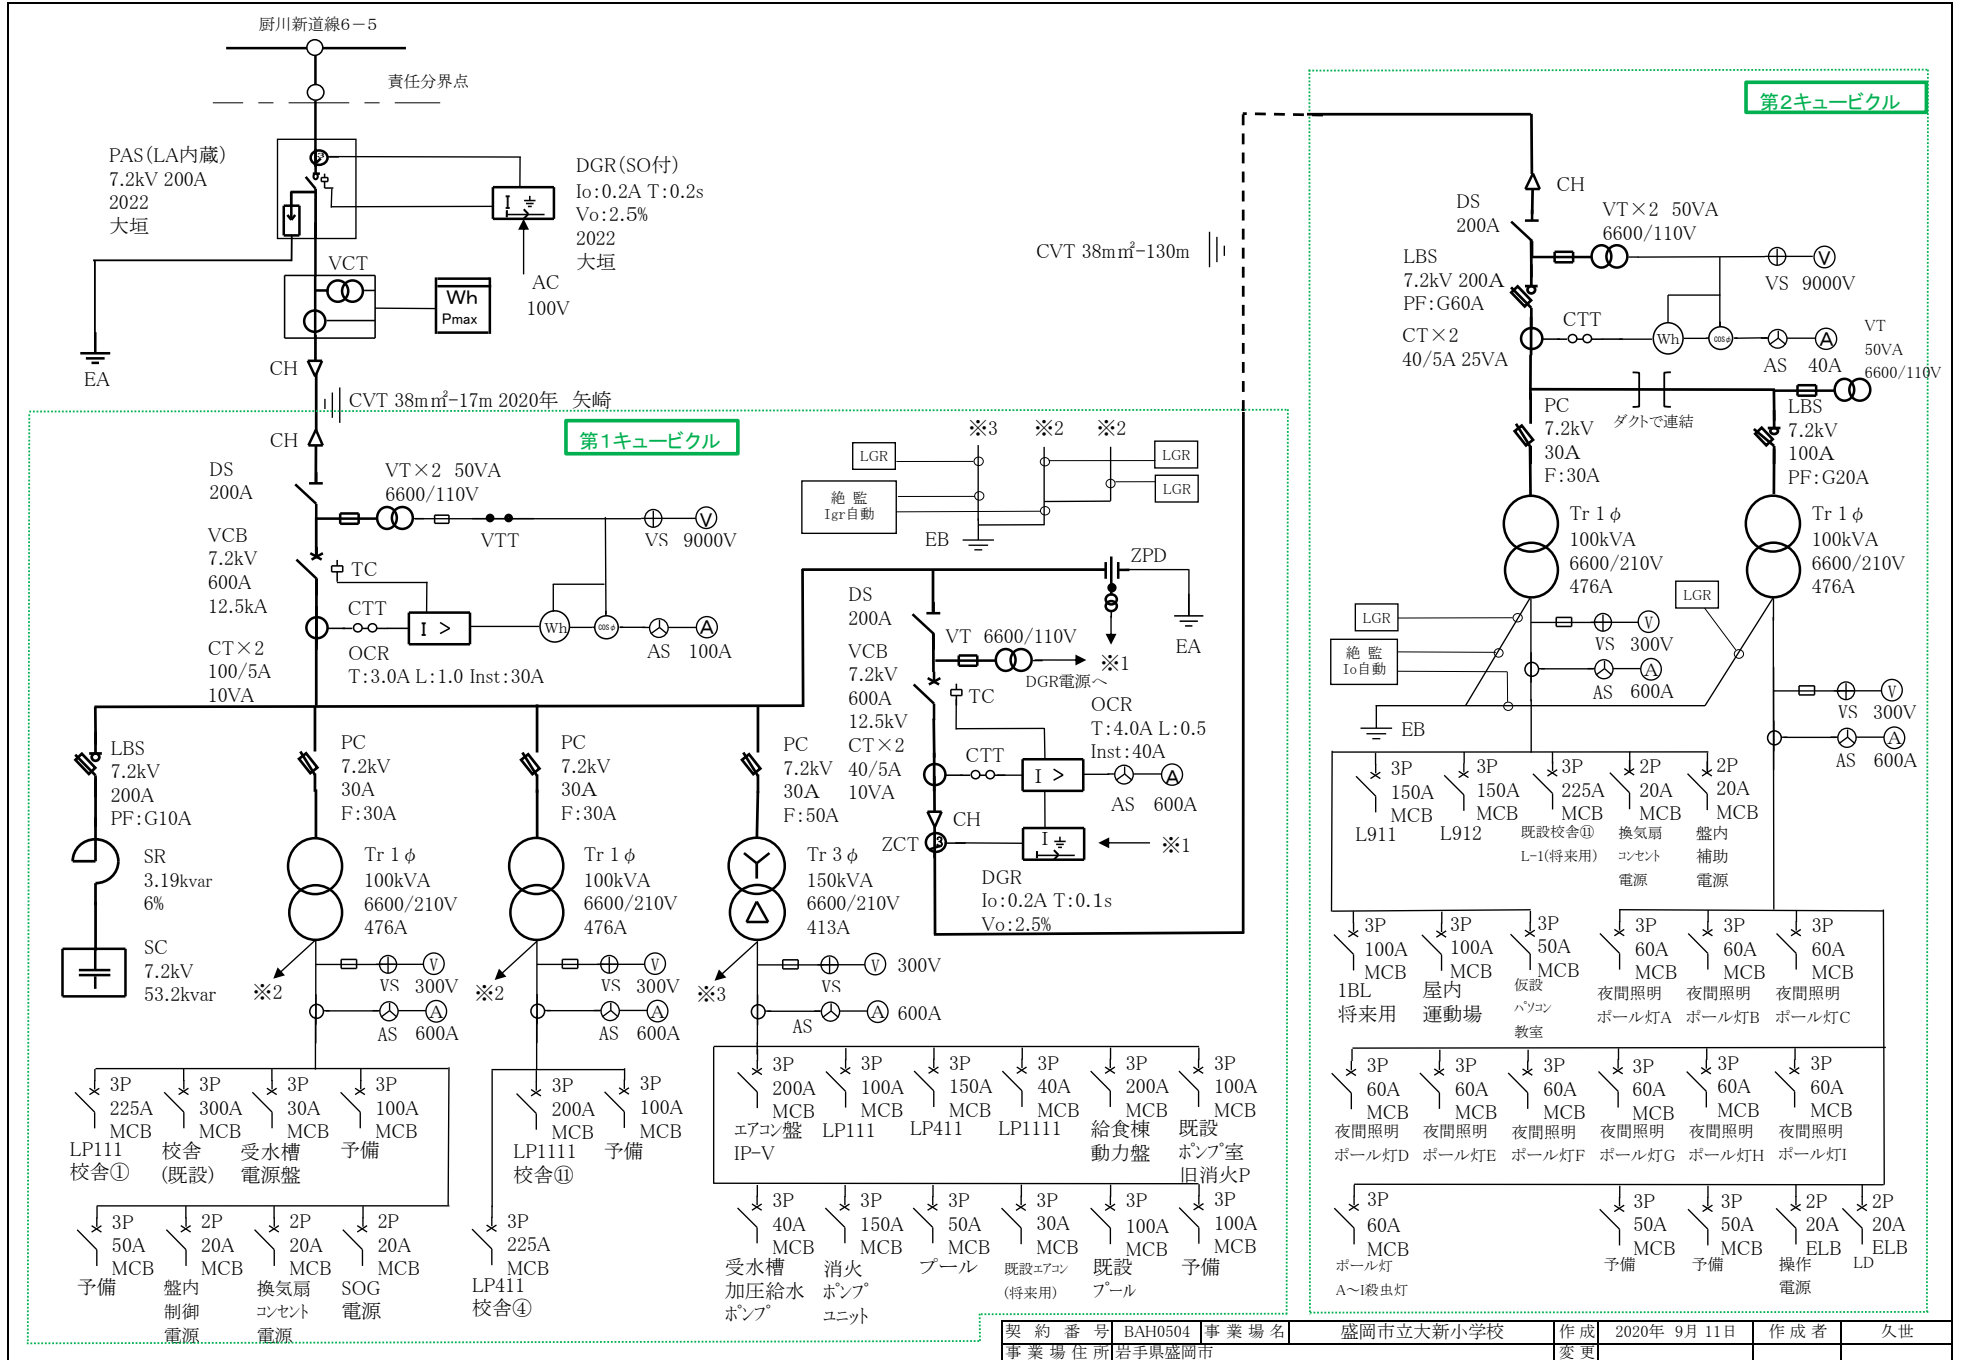 厨川新道線6－5
責任分界点
PAS(LA内蔵)
7.2kV 200A
2022
大垣
DGR(SO付)
Io:0.2A T:0.2s
Vo:2.5%
2022
大垣
I
AC
100V
VCT
Wh
Pmax
EA
CH
CVT 38mm²-17m 2020年 矢崎
CH
第1キュービクル
DS
200A
VT×2 50VA
6600/110V
VTT
VS 9000V
V
VCB
7.2kV
600A
12.5kA
TC
CTT
I >
Wh
cosφ
AS 100A
A
OCR
T:3.0A L:1.0 Inst:30A
CT×2
100/5A
10VA
※3 ※2 ※2
LGR
LGR
LGR
絶 監
Igr自動
EB
ZPD
EA
※1
DS
200A
VT 6600/110V
※1
DGR電源へ
VCB
7.2kV
600A
12.5kV
TC
OCR
T:4.0A L:0.5
Inst:40A
CT×2
40/5A
10VA
CTT
I >
A
AS 600A
CH
ZCT
3
I
※1
DGR
Io:0.2A T:0.1s
Vo:2.5%
CVT 38mm²-130m
LBS
7.2kV
200A
PF:G10A
SR
3.19kvar
6%
SC
7.2kV
53.2kvar
PC
7.2kV
30A
F:30A
Tr 1φ
100kVA
6600/210V
476A
※2
V
VS 300V
A
AS 600A
PC
7.2kV
30A
F:30A
Tr 1φ
100kVA
6600/210V
476A
※2
V
VS 300V
A
AS 600A
PC
7.2kV
30A
F:50A
Tr 3φ
150kVA
6600/210V
413A
※3
V 300V
VS
A 600A
AS
3P
225A
MCB
LP111
校舎①
3P
300A
MCB
校舎
(既設)
3P
30A
MCB
受水槽
電源盤
3P
100A
MCB
予備
3P
50A
MCB
予備
2P
20A
MCB
盤内
制御
電源
2P
20A
MCB
換気扇
コンセント
電源
2P
20A
MCB
SOG
電源
3P
200A
MCB
LP1111
校舎⑪
3P
100A
MCB
予備
3P
225A
MCB
LP411
校舎④
3P
200A
MCB
エアコン盤
IP-V
3P
100A
MCB
LP111
3P
150A
MCB
LP411
3P
40A
MCB
LP1111
3P
200A
MCB
給食棟
動力盤
3P
100A
MCB
既設
ポンプ室
旧消火P
3P
40A
MCB
受水槽
加圧給水
ポンプ
3P
150A
MCB
消火
ポンプ
ユニット
3P
50A
MCB
プール
3P
30A
MCB
既設エアコン
(将来用)
3P
100A
MCB
既設
プール
3P
100A
MCB
予備
第2キュービクル
CH
DS
200A
VT×2 50VA
6600/110V
V
VS 9000V
LBS
7.2kV 200A
PF:G60A
CT×2
40/5A 25VA
CTT
Wh
cosφ
A
AS 40A
VT
50VA
6600/110V
ダクトで連結
PC
7.2kV
30A
F:30A
LBS
7.2kV
100A
PF:G20A
Tr 1φ
100kVA
6600/210V
476A
Tr 1φ
100kVA
6600/210V
476A
LGR
LGR
絶 監
Io自動
EB
V
VS 300V
A
AS 600A
V
VS 300V
A
AS 600A
3P
150A
MCB
L911
3P
150A
MCB
L912
3P
225A
MCB
既設校舎⑪
L-1(将来用)
2P
20A
MCB
換気扇
コンセント
電源
2P
20A
MCB
盤内
補助
電源
3P
100A
MCB
1BL
将来用
3P
100A
MCB
屋内
運動場
3P
50A
MCB
仮設
パソコン
教室
3P
60A
MCB
夜間照明
ポール灯A
3P
60A
MCB
夜間照明
ポール灯B
3P
60A
MCB
夜間照明
ポール灯C
3P
60A
MCB
夜間照明
ポール灯D
3P
60A
MCB
夜間照明
ポール灯E
3P
60A
MCB
夜間照明
ポール灯F
3P
60A
MCB
夜間照明
ポール灯G
3P
60A
MCB
夜間照明
ポール灯H
3P
60A
MCB
夜間照明
ポール灯I
3P
60A
MCB
ポール灯
A～I殺虫灯
3P
50A
MCB
予備
3P
50A
MCB
予備
2P
20A
ELB
操作
電源
2P
20A
ELB
LD
契約番号 BAH0504 事業場名 盛岡市立大新小学校 作成 2020年 9月 11日 作成者 久世
事業場住所 岩手県盛岡市 変更